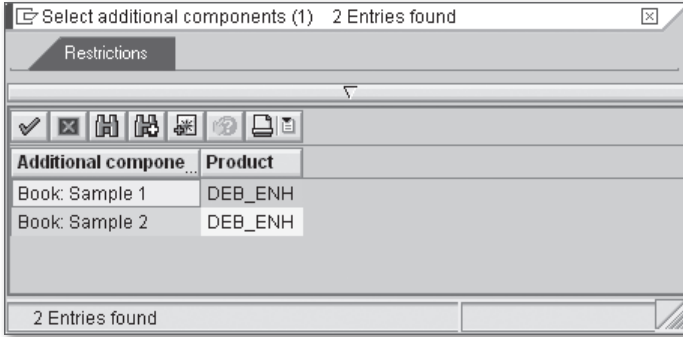 Select additional components (1) 2 Entries found
Restrictions
Additional compone... Product
Book: Sample 1 DEB_ENH
Book: Sample 2 DEB_ENH
2 Entries found